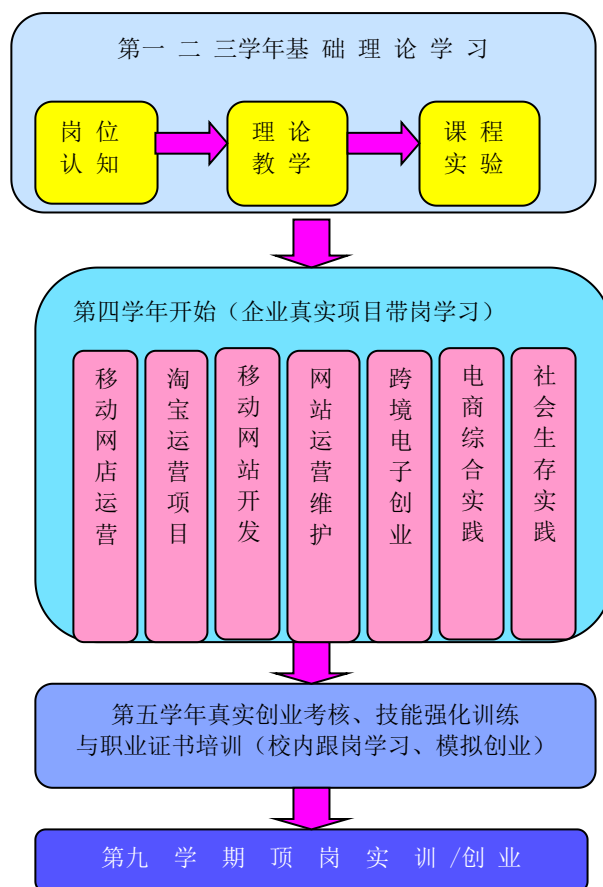 第一 二 三学年基 础 理 论 学 习
岗 位
认 知
理 论
教 学
课 程
实 验
第四学年开始（企业真实项目带岗学习）
移动网店运营
淘宝运营项目
移动网站开发
网站运营维护
跨境电子创业
电商综合实践
社会生存实践
第五学年真实创业考核、技能强化训练
与职业证书培训（校内跟岗学习、模拟创业）
第九 学 期 顶 岗 实 训 /创 业